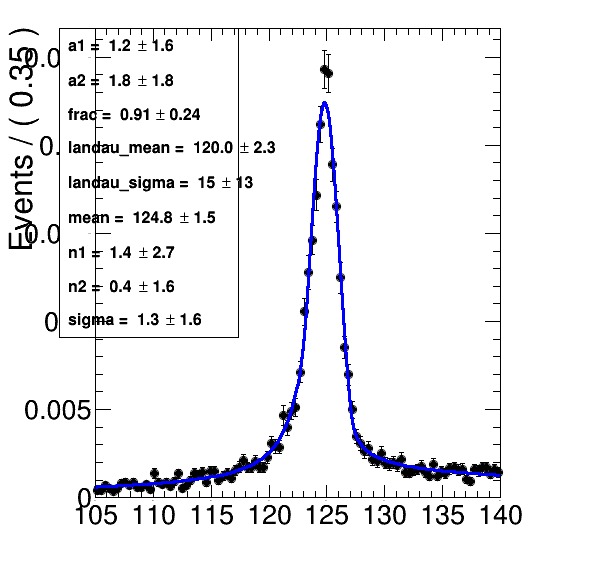 Events / ( 0.35 )
a1 = 1.2 ± 1.6
a2 = 1.8 ± 1.8
frac = 0.91 ± 0.24
landau_mean = 120.0 ± 2.3
landau_sigma = 15 ± 13
mean = 124.8 ± 1.5
n1 = 1.4 ± 2.7
n2 = 0.4 ± 1.6
sigma = 1.3 ± 1.6
0.005
0
105 110 115 120 125 130 135 140